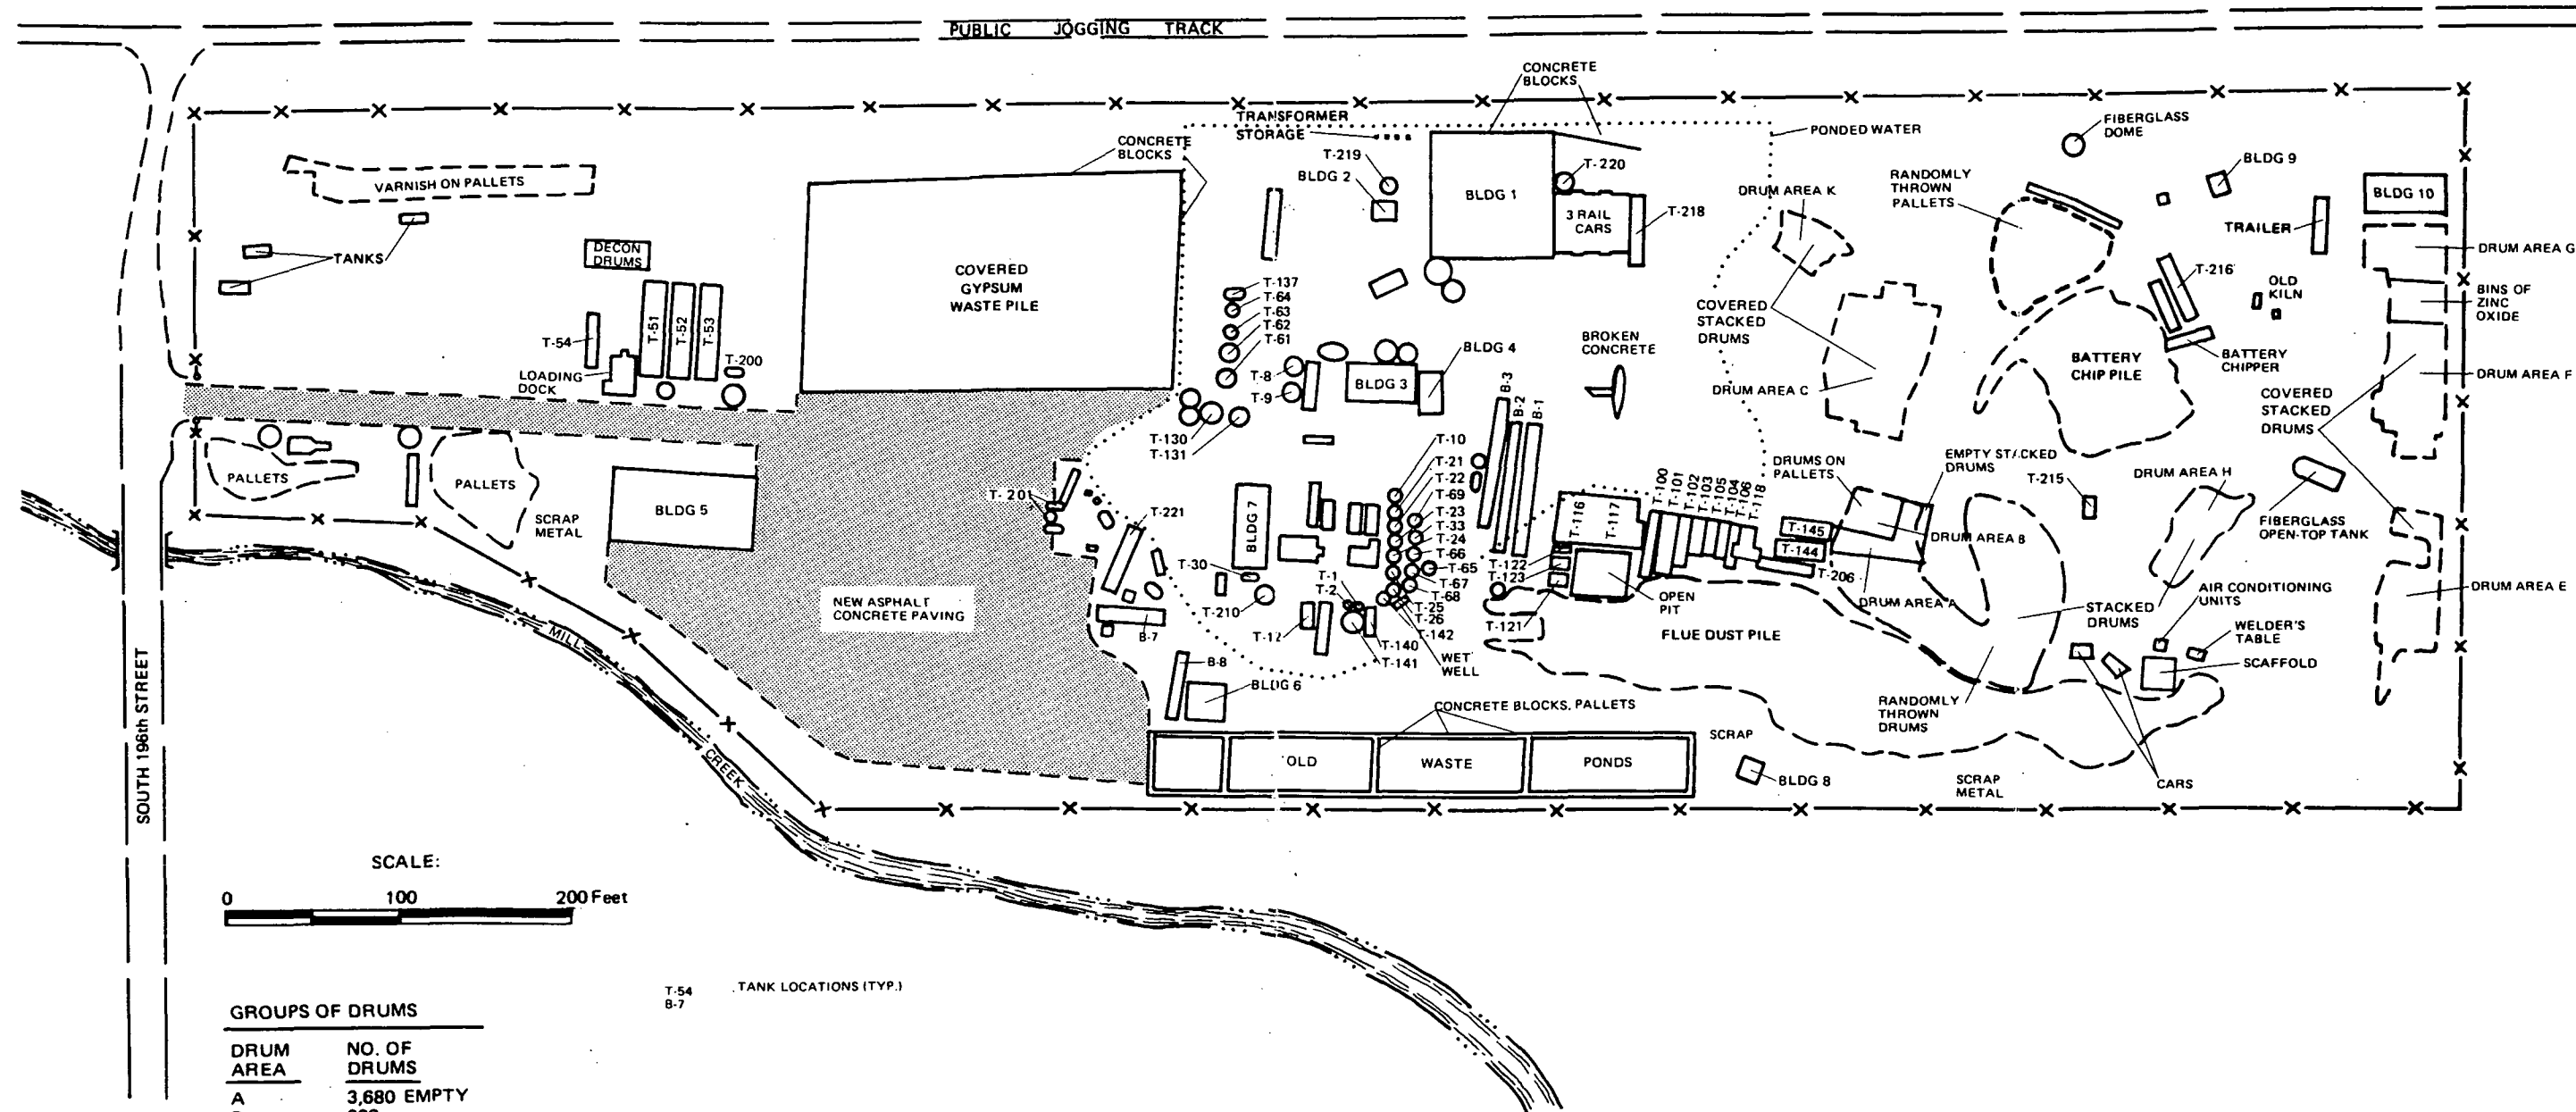 PUBLIC JOGGING TRACK
CONCRETE
BLOCKS
TRANSFORMER
STORAGE
PONDED WATER
FIBERGLASS
DOME
CONCRETE
BLOCKS
T-219
BLDG 2
T-220
BLDG 9
VARNISH ON PALLETS
BLDG 1
3 RAIL
CARS
T-218
DRUM AREA K
RANDOMLY
THROWN
PALLETS
BLDG 10
TRAILER
TANKS
DECON
DRUMS
COVERED
GYPSUM
WASTE PILE
DRUM AREA G
T-216
OLD
KILN
BINS OF
ZINC
OXIDE
T-137
T-64
T-63
T-62
T-61
COVERED
STACKED
DRUMS
T-51
T-52
T-53
T-54
T-200
LOADING
DOCK
T-8
T-9
BLDG 3
BLDG 4
BROKEN
CONCRETE
BATTERY
CHIP PILE
BATTERY
CHIPPER
DRUM AREA F
DRUM AREA C
COVERED
STACKED
DRUMS
B-3
B-2
B-1
T-130
T-131
T-10
T-21
T-22
T-69
T-23
T-33
T-24
T-66
T-65
T-67
T-68
T-25
T-26
T-142
T-140
T-141
WET
WELL
PALLETS
PALLETS
SCRAP
METAL
BLDG 5
T-201
T-221
BLDG 7
T-30
T-210
T-1
T-2
T-12
T-116
T-117
T-100
T-101
T-102
T-103
T-105
T-104
T-106
T-118
DRUMS ON
PALLETS
EMPTY STACKED
DRUMS
T-145
T-144
T-206
DRUM AREA B
DRUM AREA A
T-215
DRUM AREA H
FIBERGLASS
OPEN-TOP TANK
T-122
T-123
T-121
OPEN
PIT
FLUE DUST PILE
STACKED
DRUMS
AIR CONDITIONING
UNITS
WELDER'S
TABLE
SCAFFOLD
DRUM AREA E
NEW ASPHALT
CONCRETE PAVING
B-7
B-8
BLDG 6
CONCRETE BLOCKS, PALLETS
OLD WASTE PONDS
SCRAP
BLDG 8
RANDOMLY
THROWN
DRUMS
SCRAP
METAL
CARS
MILL CREEK
SOUTH 196th STREET
SCALE:
0 100 200 Feet
T-54 TANK LOCATIONS (TYP.)
B-7
GROUPS OF DRUMS
DRUM NO. OF
AREA DRUMS
A 3,680 EMPTY